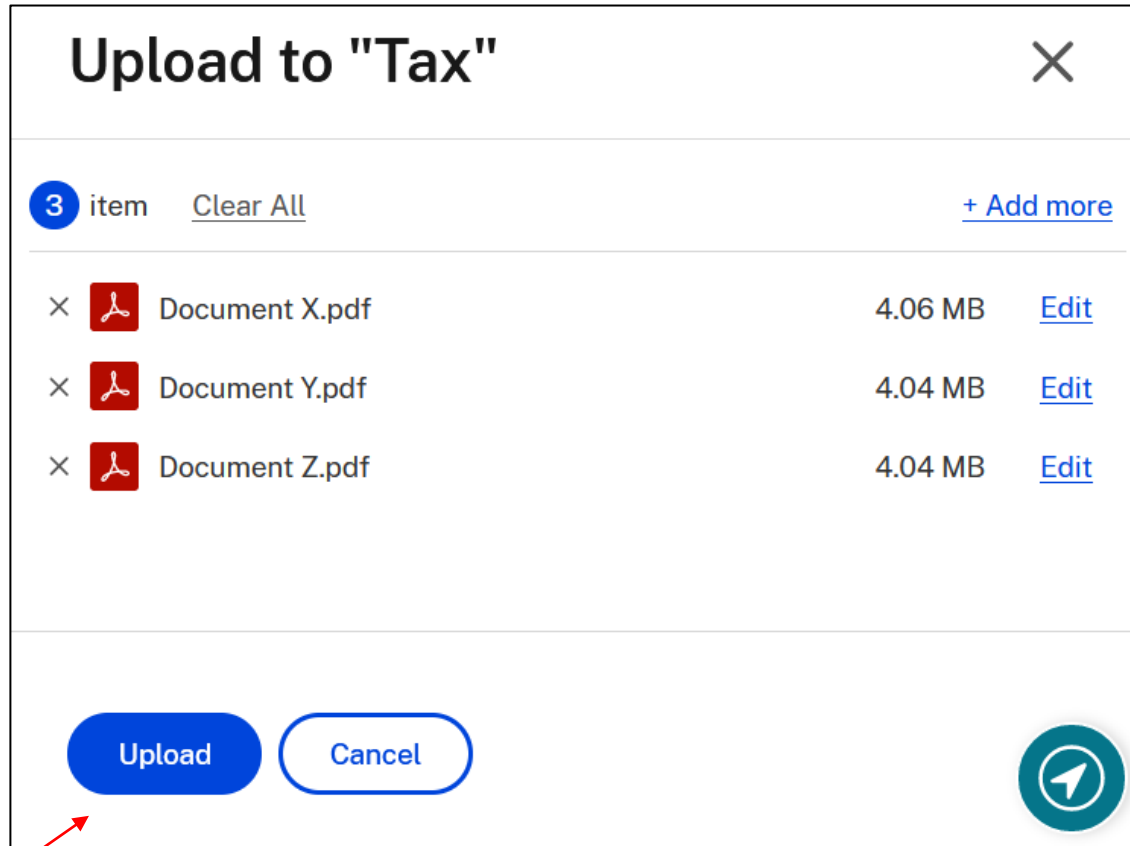 Upload to "Tax"
3 item Clear All + Add more
Document X.pdf 4.06 MB Edit
Document Y.pdf 4.04 MB Edit
Document Z.pdf 4.04 MB Edit
Upload Cancel